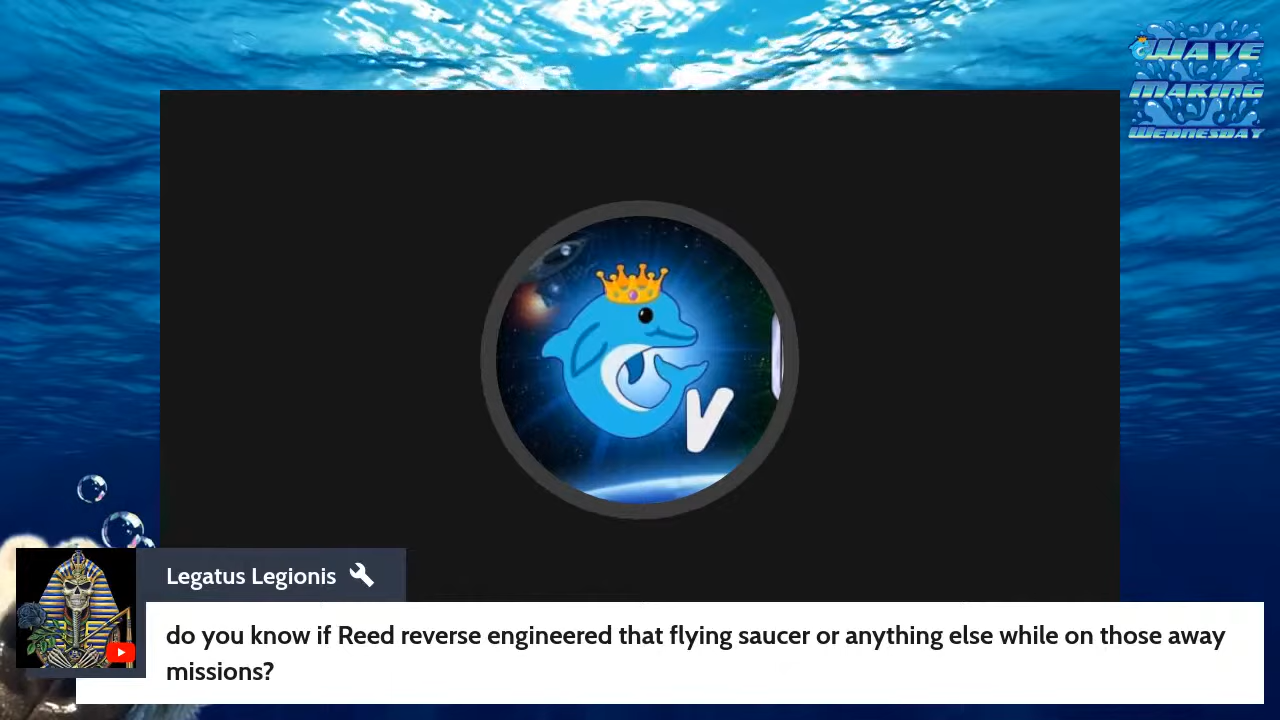 WAVE
MAKING
WEDNESDAY
V
Legatus Legionis
do you know if Reed reverse engineered that flying saucer or anything else while on those away
missions?